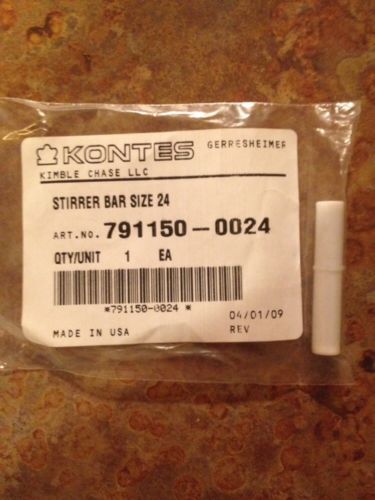 KONTES GERRESHEIMER
KIMBLE CHASE LLC
STIRRER BAR SIZE 24
ART.NO. 791150-0024
QTY/UNIT 1 EA
*791150-0024 *
04/01/09
MADE IN USA REV